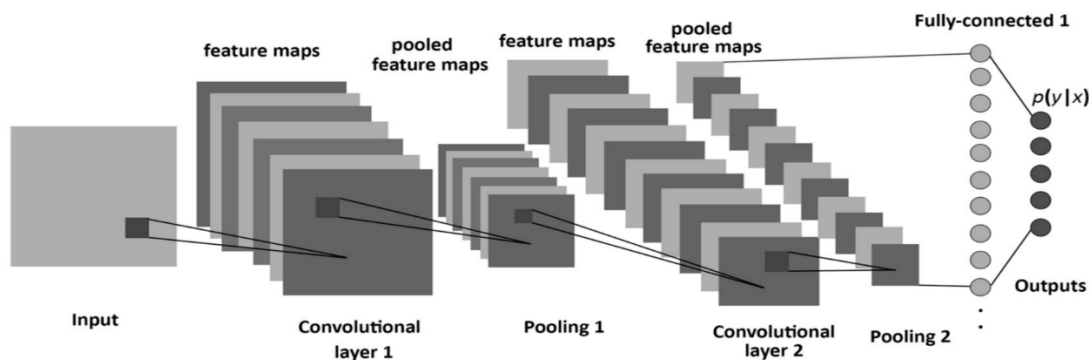 Fully-connected 1
feature maps
pooled
feature maps
feature maps
pooled
feature maps
p(y|x)
Input
Convolutional
layer 1
Pooling 1
Convolutional
layer 2
Pooling 2
Outputs